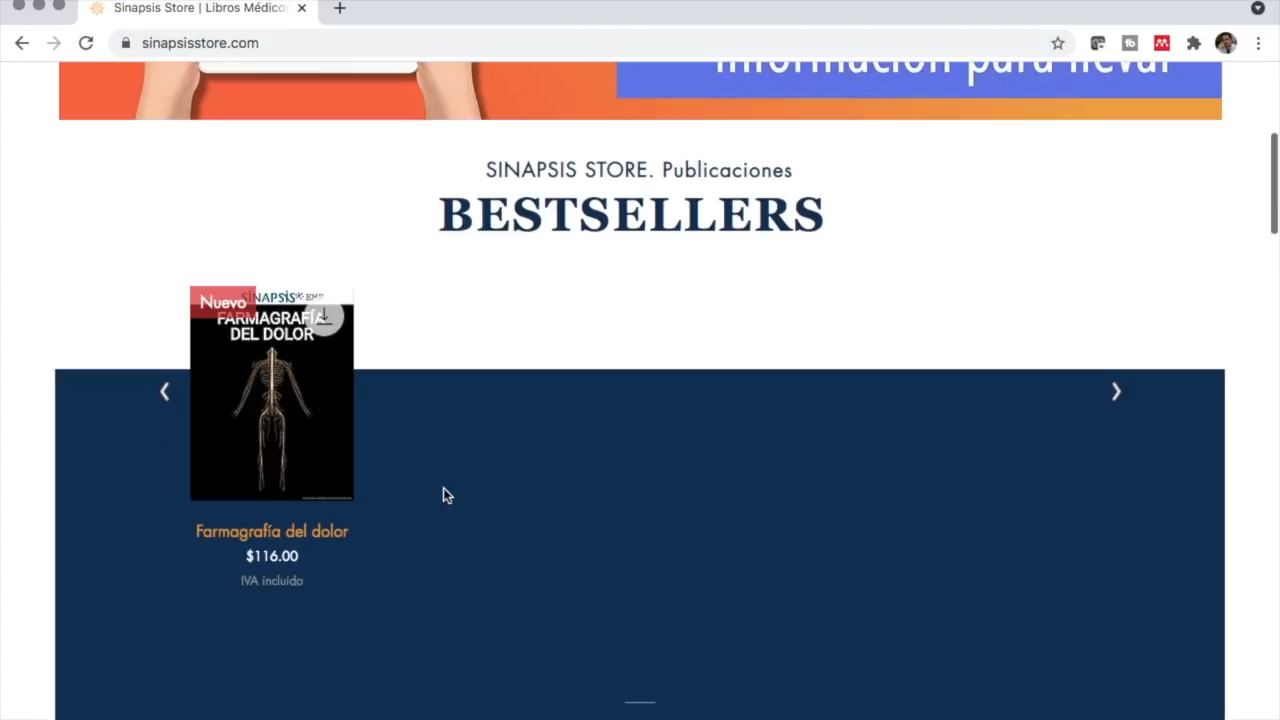 Sinapsis Store | Libros Médico
sinapsisstore.com
información para llevar
SINAPSIS STORE. Publicaciones
BESTSELLERS
Nuevo
SINAPSIS EMR
FARMAGRAFÍA
DEL DOLOR
Farmagrafía del dolor
$116.00
IVA incluido